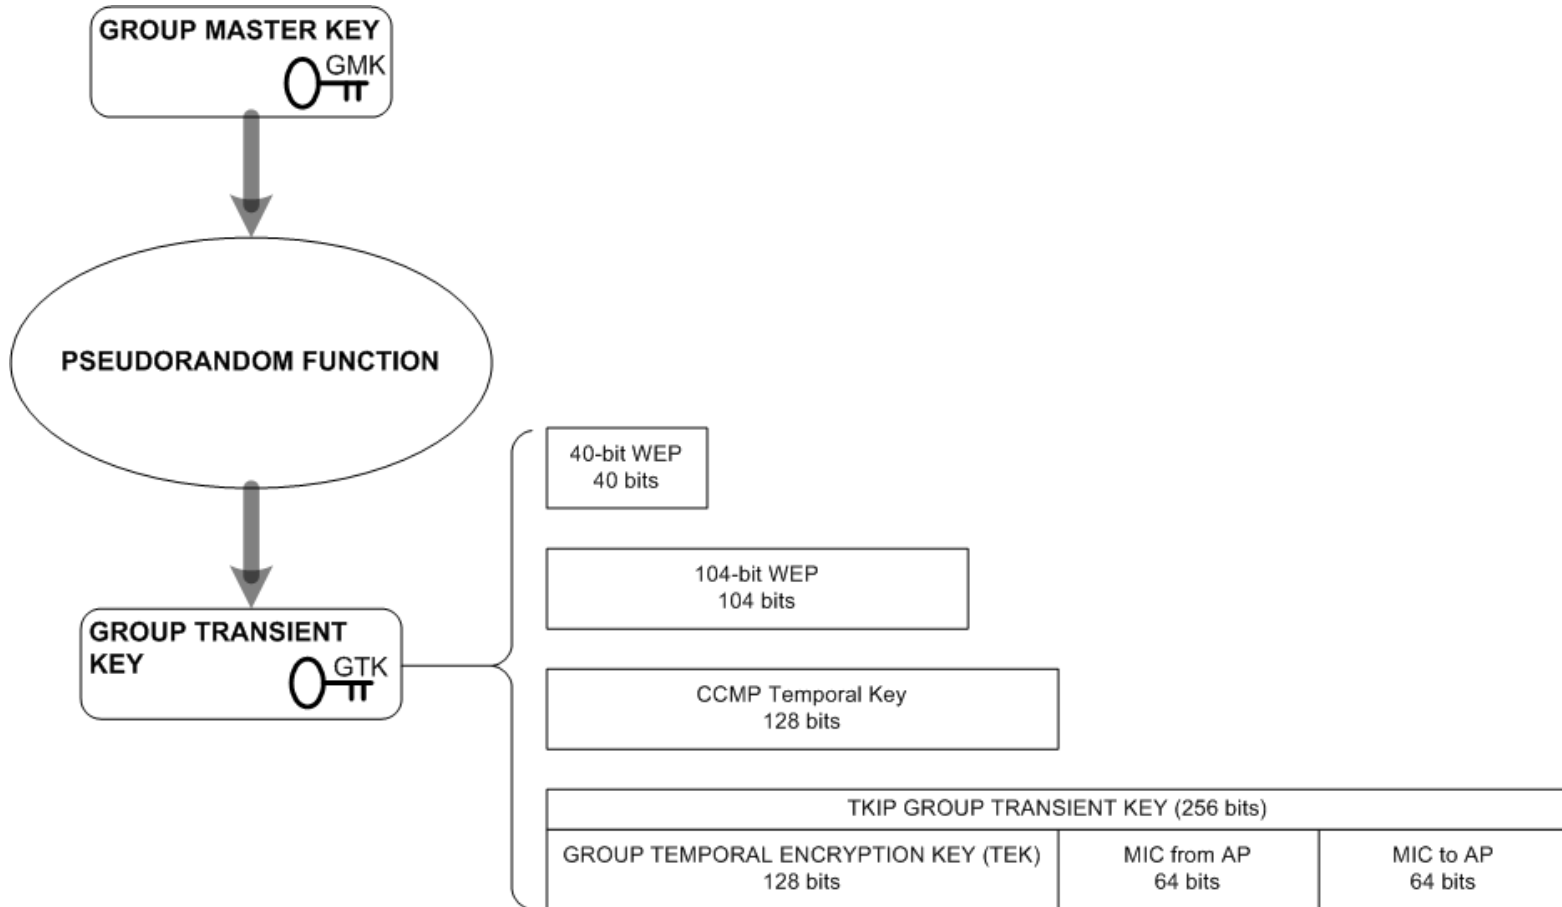 GROUP MASTER KEY
GMK
PSEUDORANDOM FUNCTION
GROUP TRANSIENT
KEY
GTK
40-bit WEP
40 bits
104-bit WEP
104 bits
CCMP Temporal Key
128 bits
TKIP GROUP TRANSIENT KEY (256 bits)
GROUP TEMPORAL ENCRYPTION KEY (TEK)
128 bits
MIC from AP
64 bits
MIC to AP
64 bits